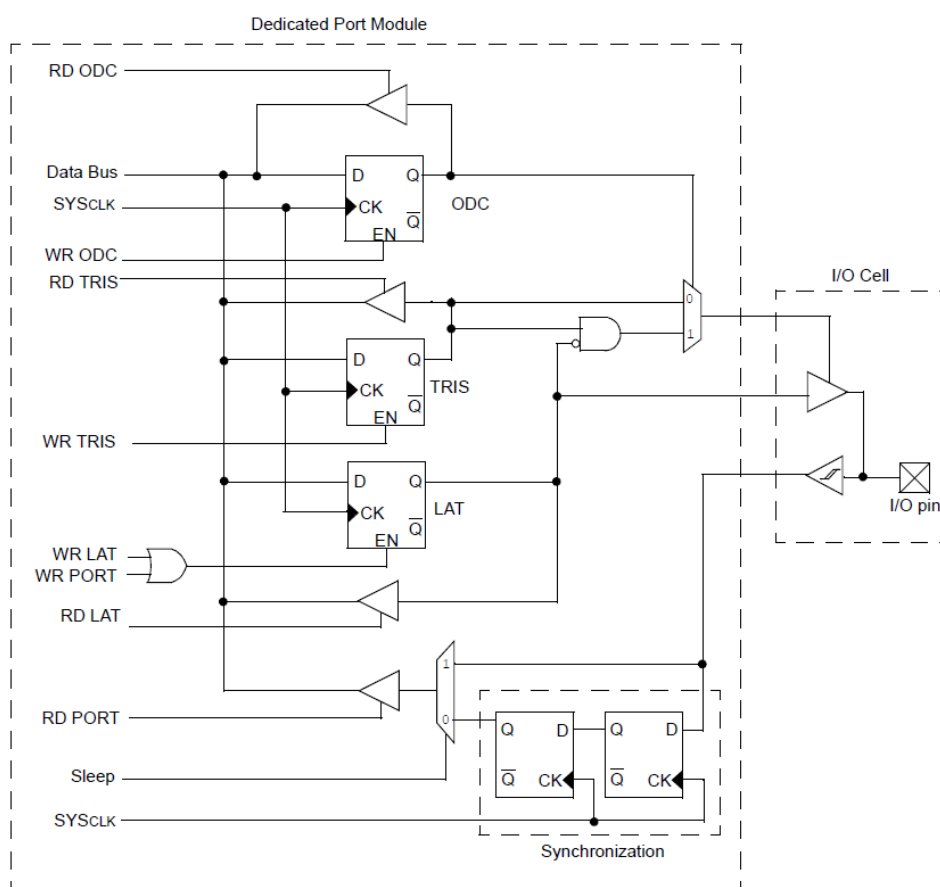 Dedicated Port Module
RD ODC
Data Bus
D Q
SYSCLK
CK
ODC
Q
EN
WR ODC
RD TRIS
I/O Cell
0
1
D Q
TRIS
CK
Q
EN
WR TRIS
D Q
LAT
CK
Q
EN
I/O pin
WR LAT
WR PORT
RD LAT
1
RD PORT
0
Q D Q D
Q CK Q CK
Sleep
SYSCLK
Synchronization